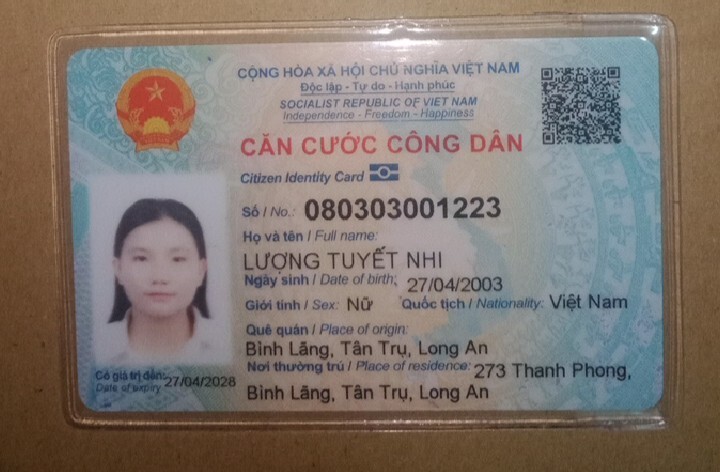 CỘNG HÒA XÃ HỘI CHỦ NGHĨA VIỆT NAM
Độc lập - Tự do - Hạnh phúc
SOCIALIST REPUBLIC OF VIET NAM
Independence - Freedom - Happiness
CĂN CƯỚC CÔNG DÂN
Citizen Identity Card
Số / No.: 080303001223
Họ và tên / Full name:
LƯỢNG TUYẾT NHI
Ngày sinh / Date of birth: 27/04/2003
Giới tính / Sex: Nữ Quốc tịch / Nationality: Việt Nam
Quê quán / Place of origin:
Bình Lãng, Tân Trụ, Long An
Nơi thường trú / Place of residence: 273 Thanh Phong,
Bình Lãng, Tân Trụ, Long An
Có giá trị đến: 27/04/2028
Date of expiry